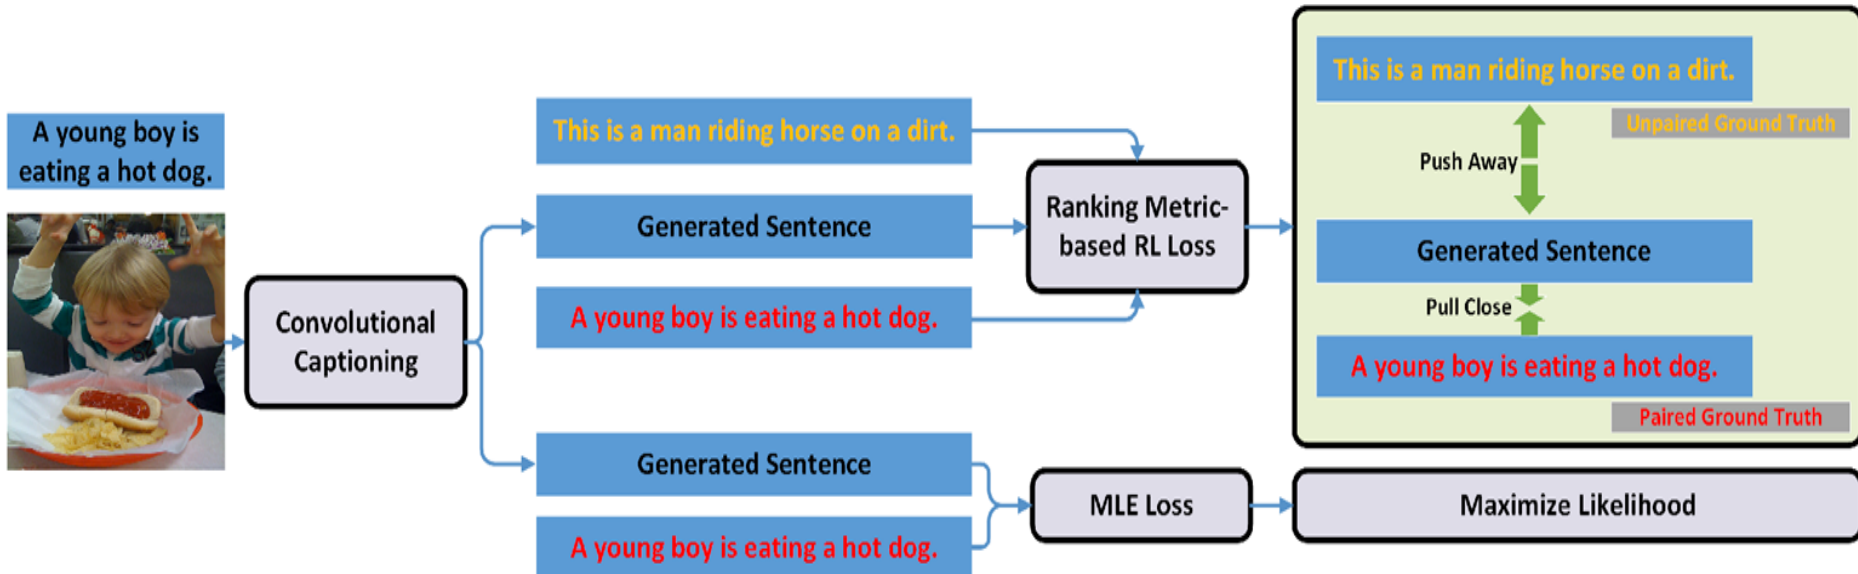 A young boy is
eating a hot dog.
Convolutional
Captioning
This is a man riding horse on a dirt.
Generated Sentence
A young boy is eating a hot dog.
Generated Sentence
A young boy is eating a hot dog.
Ranking Metric-
based RL Loss
MLE Loss
This is a man riding horse on a dirt.
Unpaired Ground Truth
Push Away
Generated Sentence
Pull Close
A young boy is eating a hot dog.
Paired Ground Truth
Maximize Likelihood